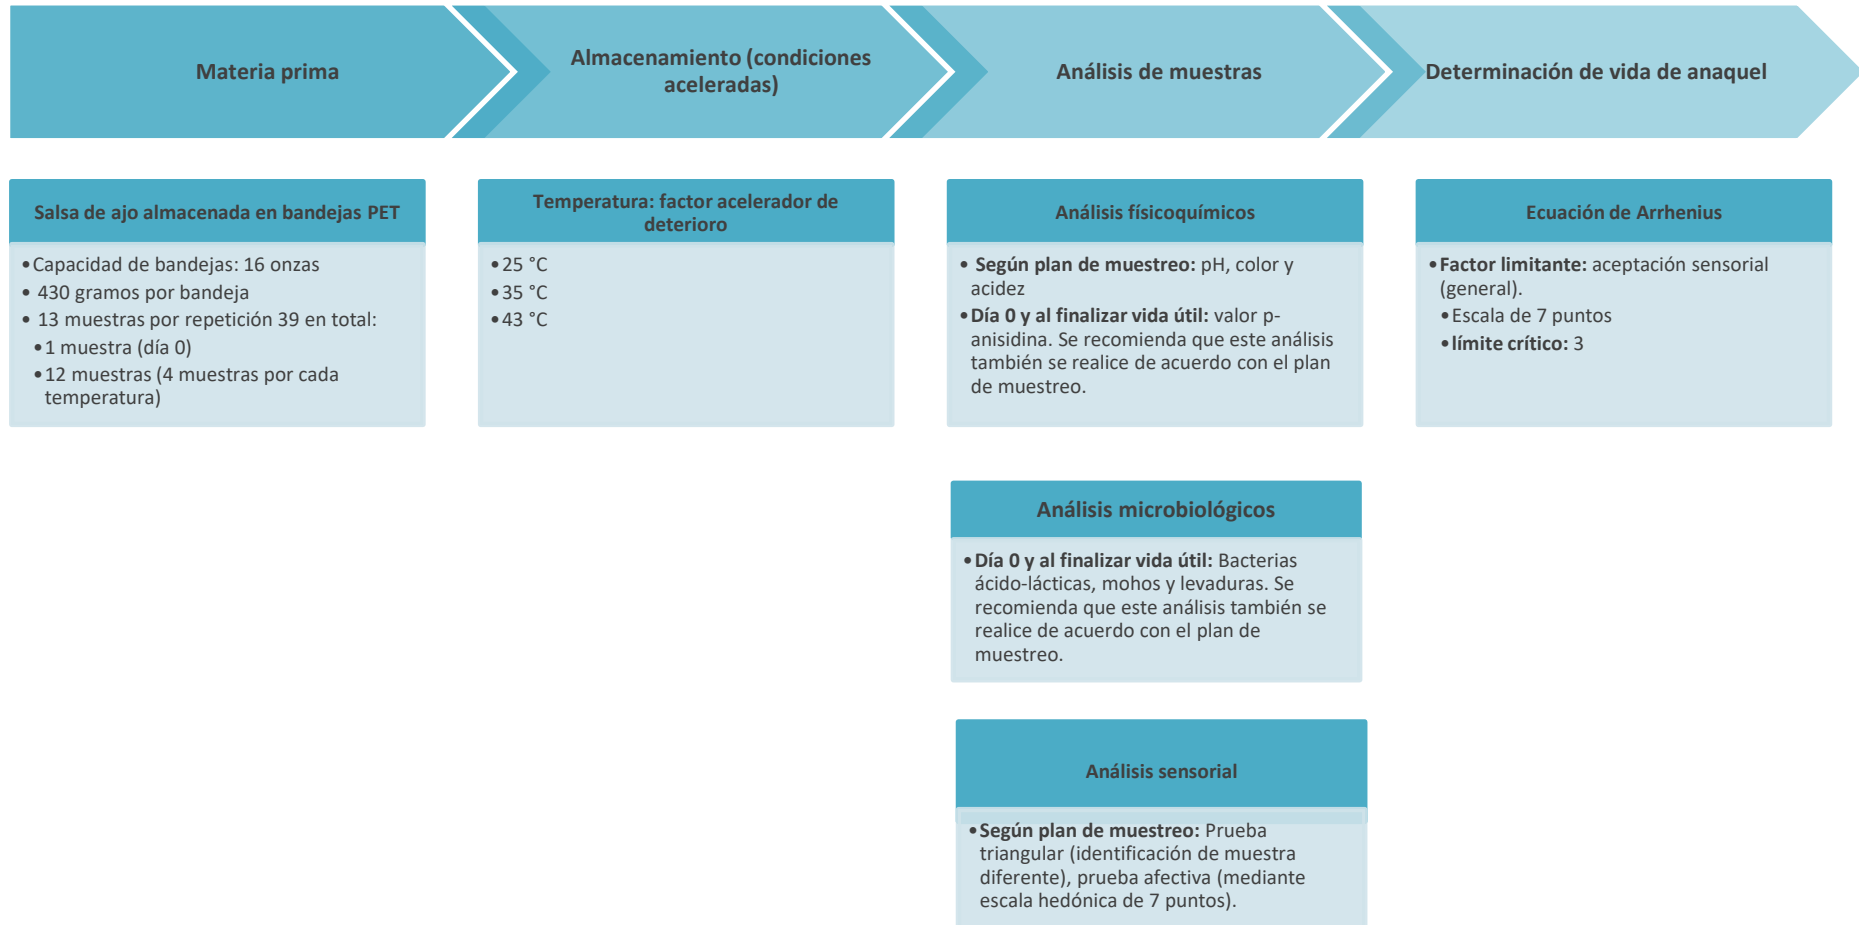 Materia prima
Almacenamiento (condiciones
aceleradas)
Análisis de muestras
Determinación de vida de anaquel
Salsa de ajo almacenada en bandejas PET
•Capacidad de bandejas: 16 onzas
• 430 gramos por bandeja
• 13 muestras por repetición 39 en total:
•1 muestra (día 0)
•12 muestras (4 muestras por cada
temperatura)
Temperatura: factor acelerador de
deterioro
•25 °C
•35 °C
•43 °C
Análisis físicoquímicos
• Según plan de muestreo: pH, color y
acidez
•Día 0 y al finalizar vida útil: valor p-
anisidina. Se recomienda que este análisis
también se realice de acuerdo con el plan
de muestreo.
Ecuación de Arrhenius
•Factor limitante: aceptación sensorial
(general).
•Escala de 7 puntos
•límite crítico: 3
Análisis microbiológicos
•Día 0 y al finalizar vida útil: Bacterias
ácido-lácticas, mohos y levaduras. Se
recomienda que este análisis también se
realice de acuerdo con el plan de
muestreo.
Análisis sensorial
•Según plan de muestreo: Prueba
triangular (identificación de muestra
diferente), prueba afectiva (mediante
escala hedónica de 7 puntos).